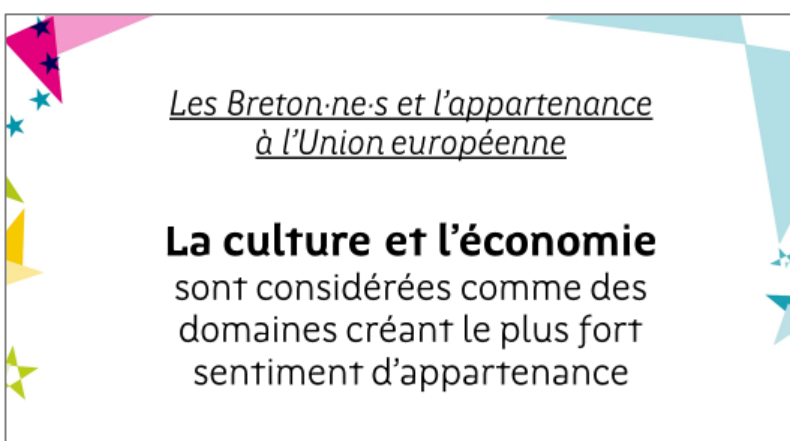 Les Breton·ne·s et l’appartenance
à l’Union européenne
La culture et l’économie
sont considérées comme des
domaines créant le plus fort
sentiment d’appartenance